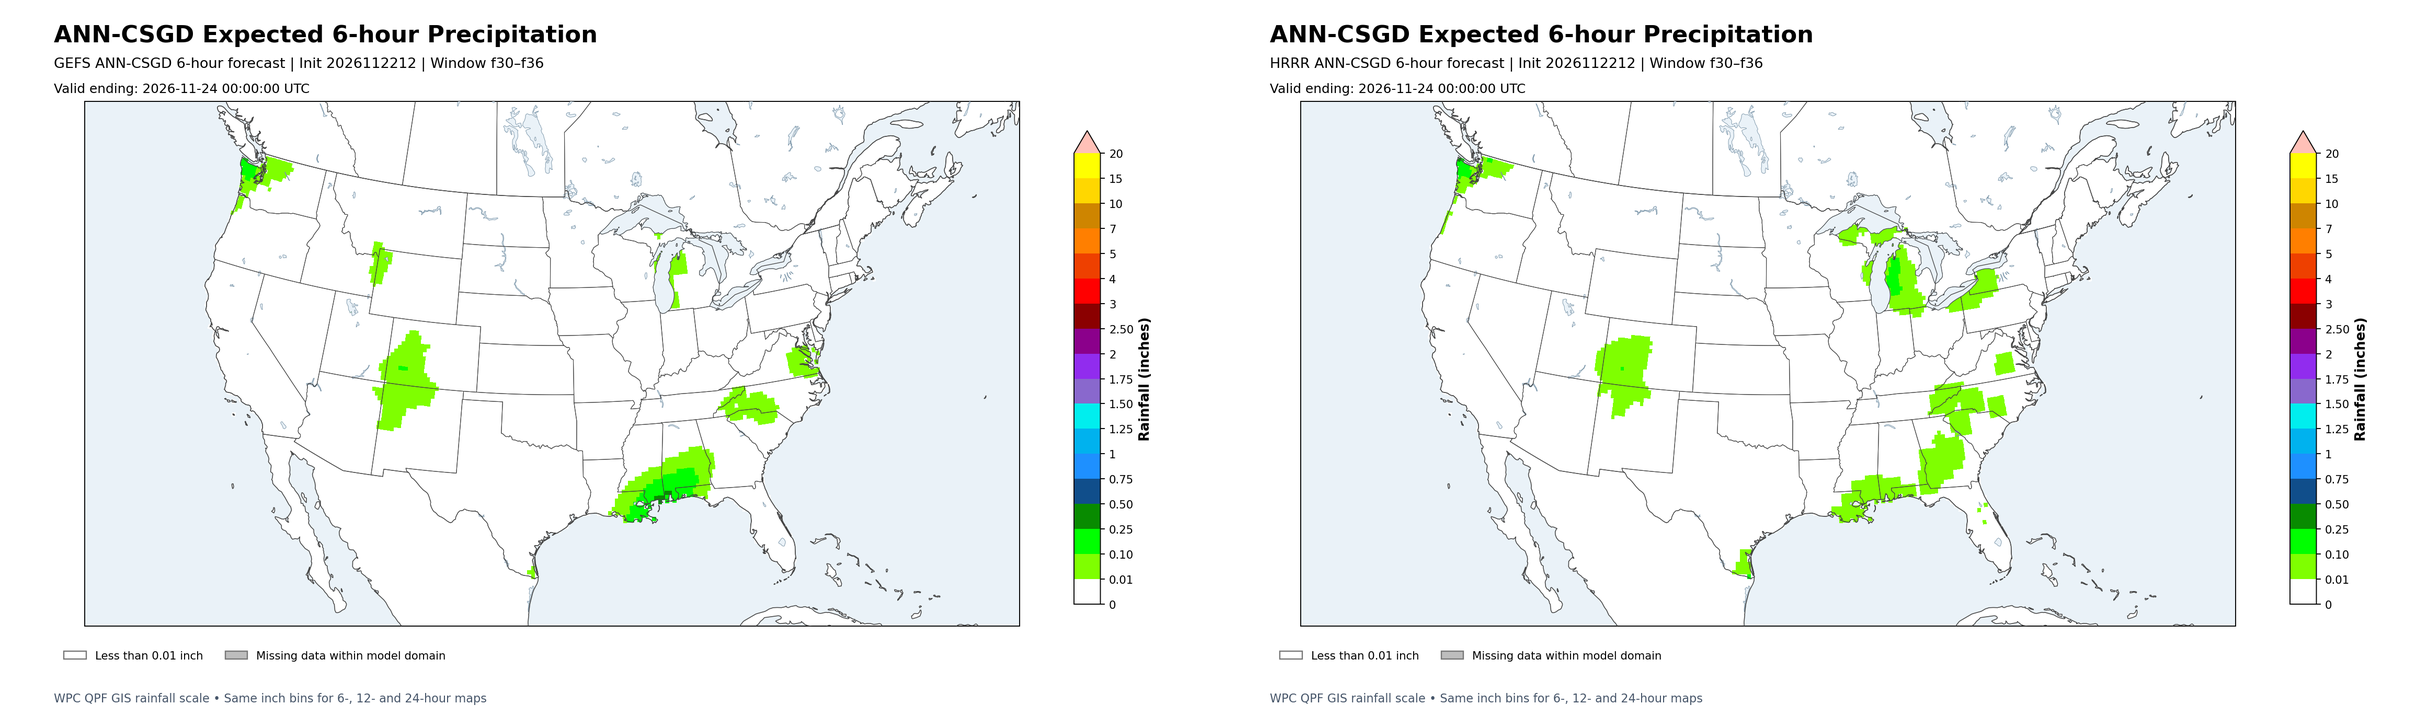 ANN-CSGD Expected 6-hour Precipitation
GEFS ANN-CSGD 6-hour forecast | Init 2026112212 | Window f30–f36
Valid ending: 2026-11-24 00:00:00 UTC
20
15
10
7
5
4
3
2.50
2
1.75
1.50
1.25
1
0.75
0.50
0.25
0.10
0.01
0
Rainfall (inches)
Less than 0.01 inch
Missing data within model domain
WPC QPF GIS rainfall scale • Same inch bins for 6-, 12- and 24-hour maps
ANN-CSGD Expected 6-hour Precipitation
HRRR ANN-CSGD 6-hour forecast | Init 2026112212 | Window f30–f36
Valid ending: 2026-11-24 00:00:00 UTC
20
15
10
7
5
4
3
2.50
2
1.75
1.50
1.25
1
0.75
0.50
0.25
0.10
0.01
0
Rainfall (inches)
Less than 0.01 inch
Missing data within model domain
WPC QPF GIS rainfall scale • Same inch bins for 6-, 12- and 24-hour maps